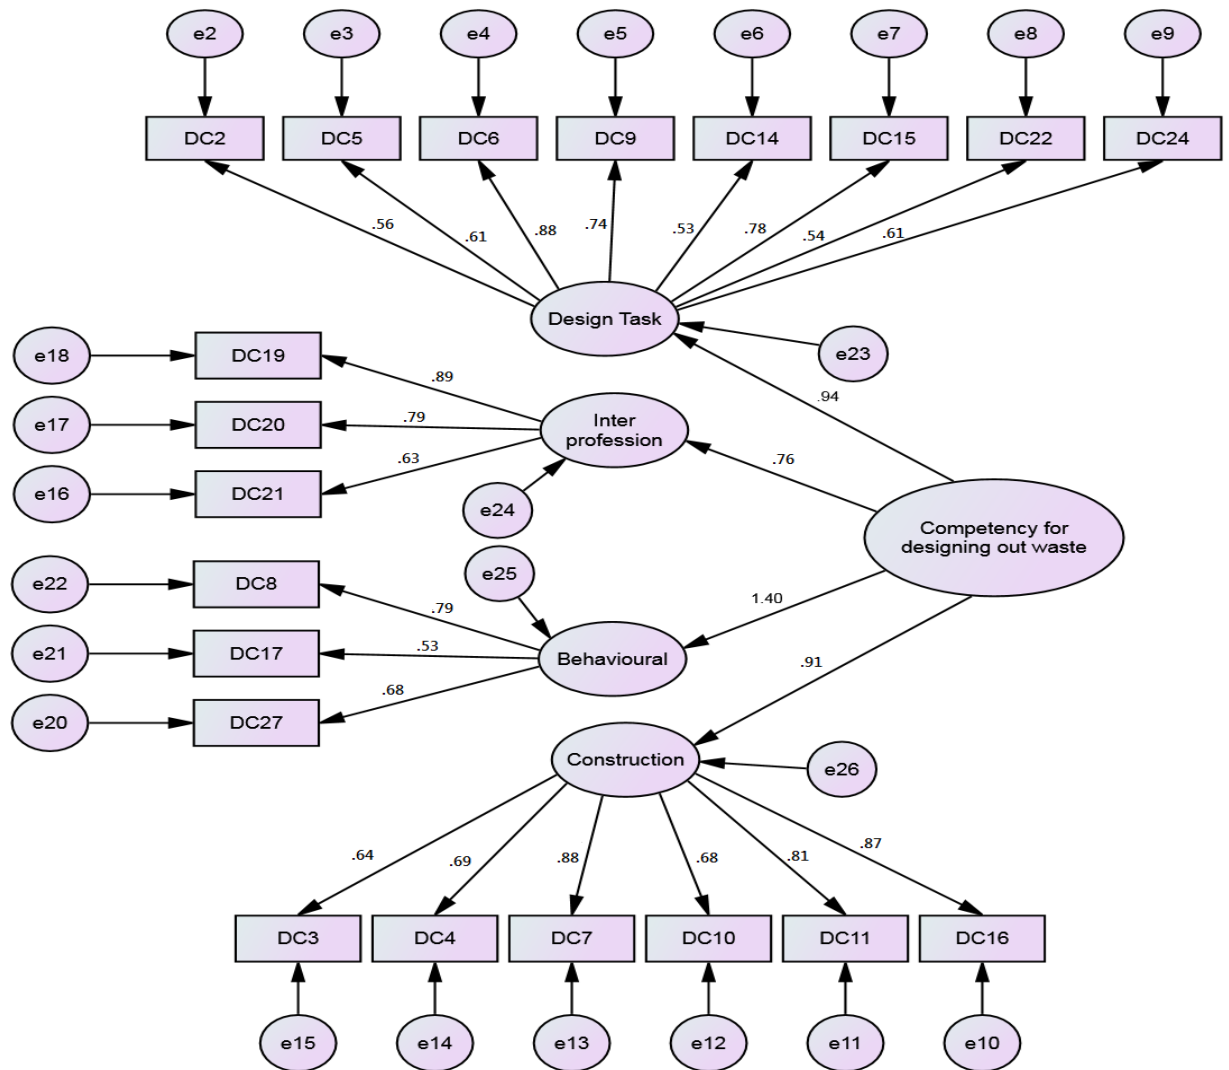 e2
e3
e4
e5
e6
e7
e8
e9
DC2
DC5
DC6
DC9
DC14
DC15
DC22
DC24
.56
.61
.88
.74
.53
.78
.54
.61
Design Task
e23
.94
e18
DC19
.89
e17
DC20
.79
e16
DC21
.63
Inter
profession
.76
e24
e25
Competency for
designing out waste
e22
DC8
.79
e21
DC17
.53
e20
DC27
.68
Behavioural
1.40
.91
Construction
e26
.64
.69
.88
.68
.81
.87
DC3
DC4
DC7
DC10
DC11
DC16
e15
e14
e13
e12
e11
e10